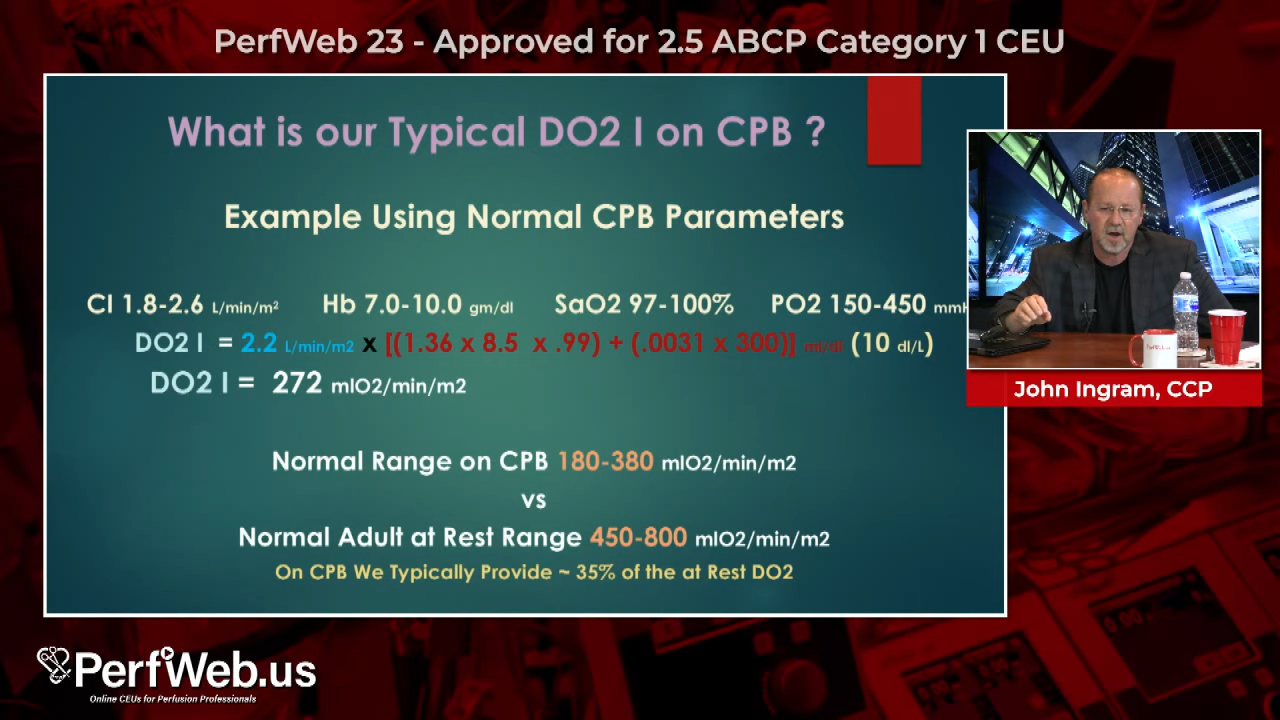 PerfWeb 23 - Approved for 2.5 ABCP Category 1 CEU
What is our Typical DO2 I on CPB ?
Example Using Normal CPB Parameters
CI 1.8-2.6 L/min/m² Hb 7.0-10.0 gm/dl SaO2 97-100% PO2 150-450
DO2 I = 2.2 L/min/m2 x [(1.36 x 8.5 x .99) + (.0031 x 300)] ml/dl (10 dl/L)
DO2 I = 272 mlO2/min/m2
Normal Range on CPB 180-380 mlO2/min/m2
vs
Normal Adult at Rest Range 450-800 mlO2/min/m2
On CPB We Typically Provide ~ 35% of the at Rest DO2
John Ingram, CCP
PerfWeb.us
Online CEUs for Perfusion Professionals